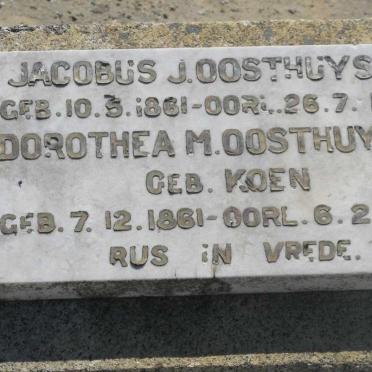 JACOBUS J. OOSTHUYS
GEB. 10.3.1861-OORL. 26.7.
DOROTHEA M. OOSTHUY
GEB. KOEN
GEB. 7.12.1861-OORL. 6.2
RUS IN VREDE.